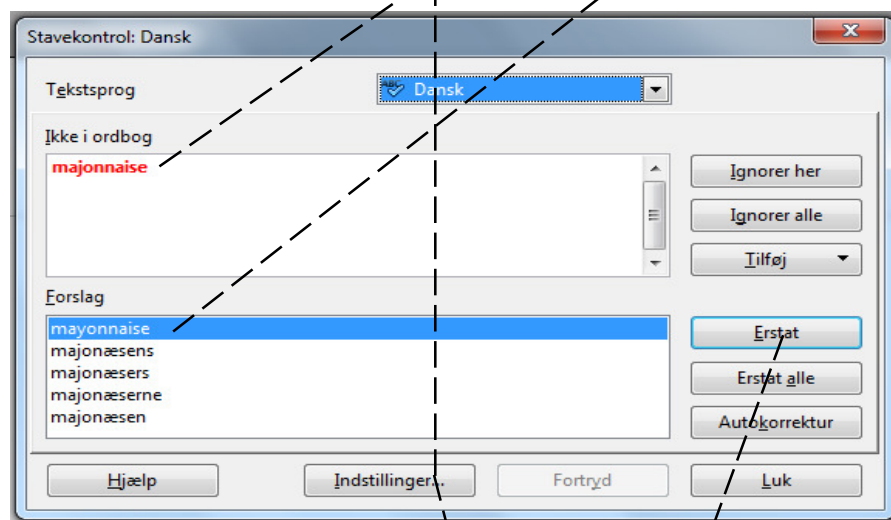 Stavekontrol: Dansk
Tekstsprog
Dansk
Ikke i ordbog
majonnaise
Ignorer her
Ignorer alle
Tilføj
Forslag
mayonnaise
majonæsens
majonæsers
majonæserne
majonæsen
Erstat
Erstat alle
Autokorrektur
Hjælp
Indstillinger...
Fortryd
Luk